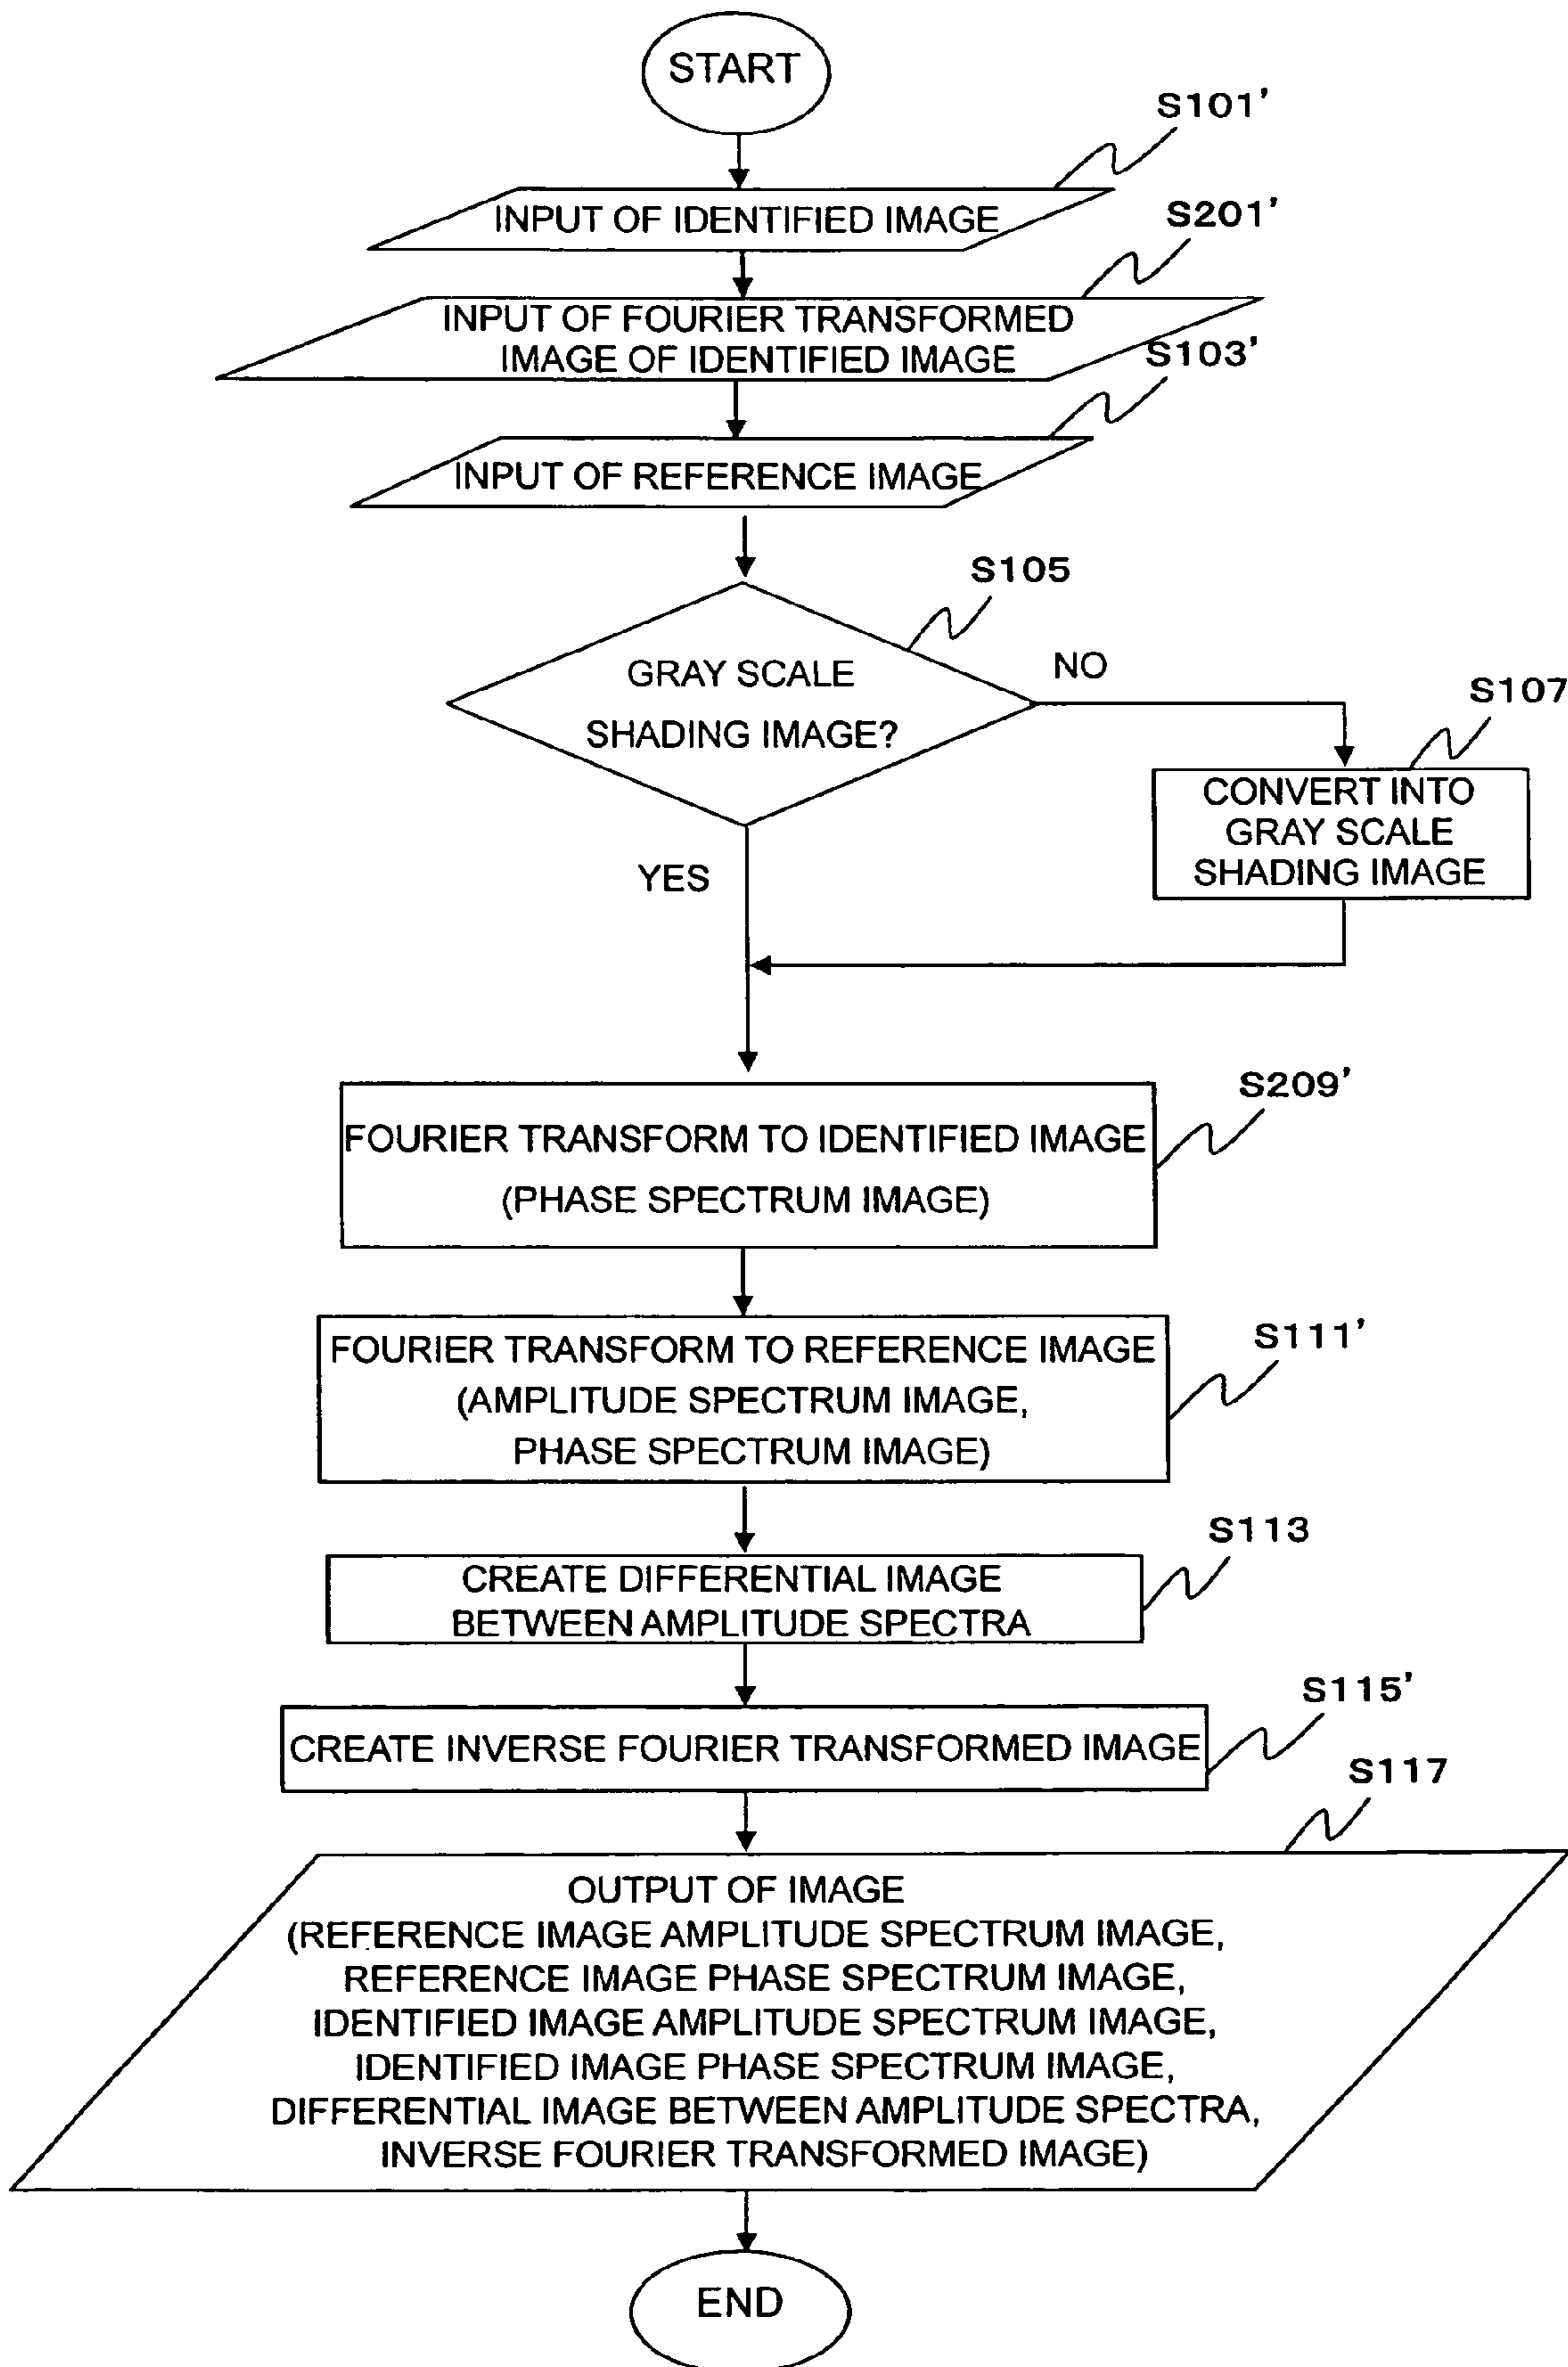 START
S101'
INPUT OF IDENTIFIED IMAGE
S201'
INPUT OF FOURIER TRANSFORMED
IMAGE OF IDENTIFIED IMAGE
S103'
INPUT OF REFERENCE IMAGE
S105
GRAY SCALE
SHADING IMAGE?
NO
S107
CONVERT INTO
GRAY SCALE
SHADING IMAGE
YES
S209'
FOURIER TRANSFORM TO IDENTIFIED IMAGE
(PHASE SPECTRUM IMAGE)
S111'
FOURIER TRANSFORM TO REFERENCE IMAGE
(AMPLITUDE SPECTRUM IMAGE,
PHASE SPECTRUM IMAGE)
S113
CREATE DIFFERENTIAL IMAGE
BETWEEN AMPLITUDE SPECTRA
S115'
CREATE INVERSE FOURIER TRANSFORMED IMAGE
S117
OUTPUT OF IMAGE
(REFERENCE IMAGE AMPLITUDE SPECTRUM IMAGE,
REFERENCE IMAGE PHASE SPECTRUM IMAGE,
IDENTIFIED IMAGE AMPLITUDE SPECTRUM IMAGE,
IDENTIFIED IMAGE PHASE SPECTRUM IMAGE,
DIFFERENTIAL IMAGE BETWEEN AMPLITUDE SPECTRA,
INVERSE FOURIER TRANSFORMED IMAGE)
END